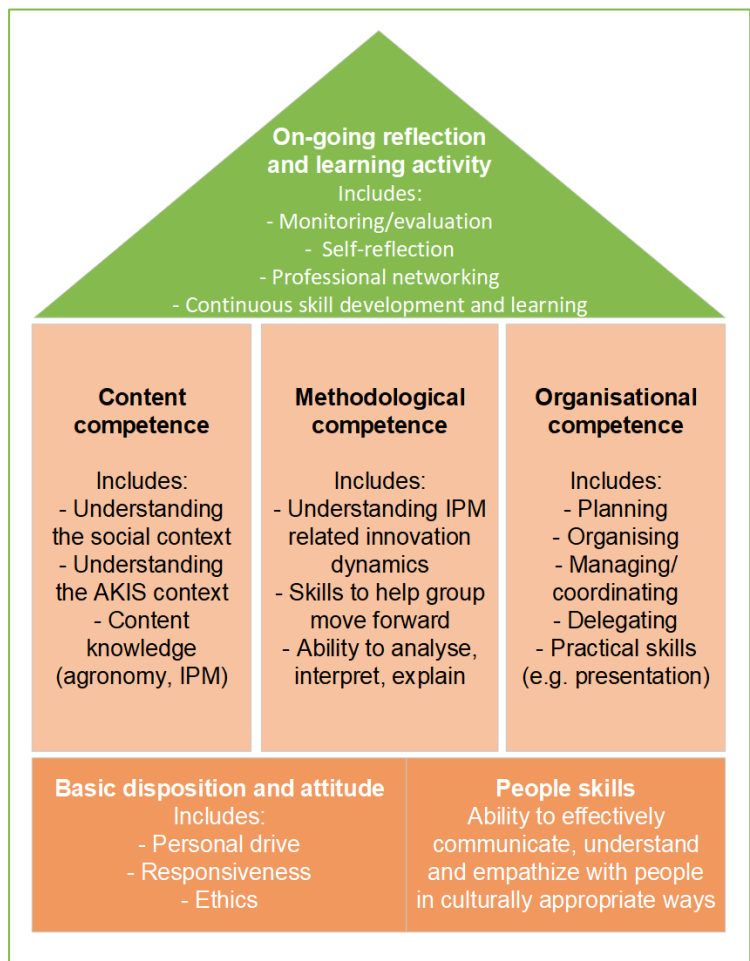 On-going reflection
and learning activity
Includes:
- Monitoring/evaluation
- Self-reflection
- Professional networking
- Continuous skill development and learning
Content
competence
Includes:
- Understanding
the social context
- Understanding
the AKIS context
- Content
knowledge
(agronomy, IPM)
Methodological
competence
Includes:
- Understanding IPM
related innovation
dynamics
- Skills to help group
move forward
- Ability to analyse,
interpret, explain
Organisational
competence
Includes:
- Planning
- Organising
- Managing/
coordinating
- Delegating
- Practical skills
(e.g. presentation)
Basic disposition and attitude
Includes:
- Personal drive
- Responsiveness
- Ethics
People skills
Ability to effectively
communicate, understand
and empathize with people
in culturally appropriate ways